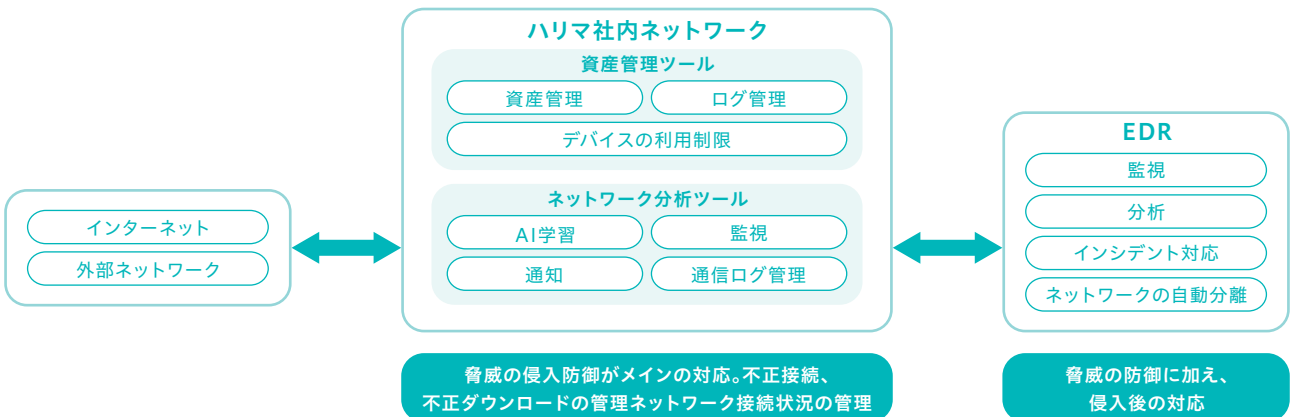 インターネット
外部ネットワーク
ハリマ社内ネットワーク
資産管理ツール
資産管理
ログ管理
デバイスの利用制限
ネットワーク分析ツール
AI学習
監視
通知
通信ログ管理
脅威の侵入防御がメインの対応。不正接続、
不正ダウンロードの管理ネットワーク接続状況の管理
EDR
監視
分析
インシデント対応
ネットワークの自動分離
脅威の防御に加え、
侵入後の対応